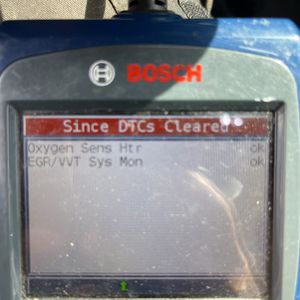 BOSCH
Since DTCs Cleared
Oxygen Sens Htr ok
EGR/VVT Sys Mon ok